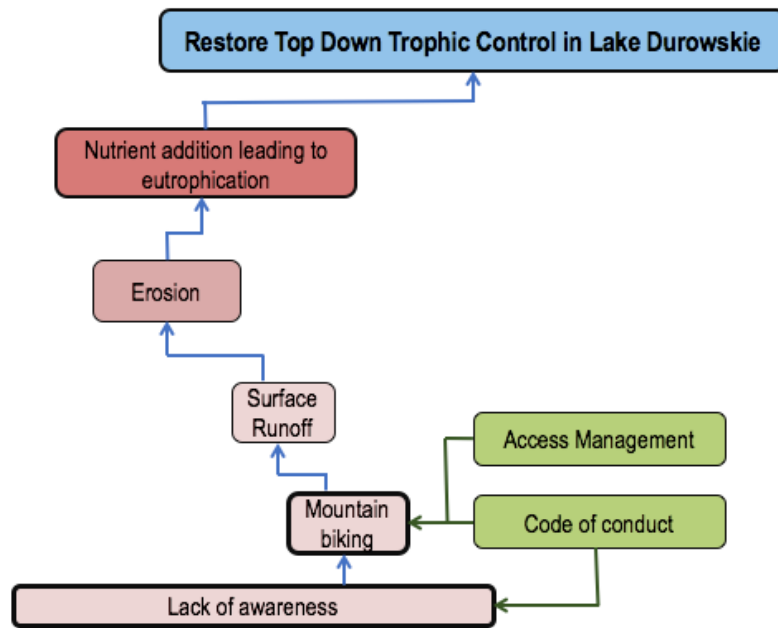 Restore Top Down Trophic Control in Lake Durowskie
Nutrient addition leading to
eutrophication
Erosion
Surface
Runoff
Access Management
Mountain
biking
Code of conduct
Lack of awareness